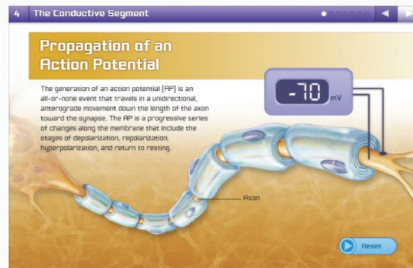 4 The Conductive Segment
Propagation of an
Action Potential
The generation of an action potential [AP] is an
all-or-none event that travels in a unidirectional,
anterograde movement down the length of the axon
toward the synapse. The AP is a progressive series
of changes along the membrane that include the
stages of depolarization, repolarization,
hyperpolarization, and return to resting.
-70 mV
Axon
Reset